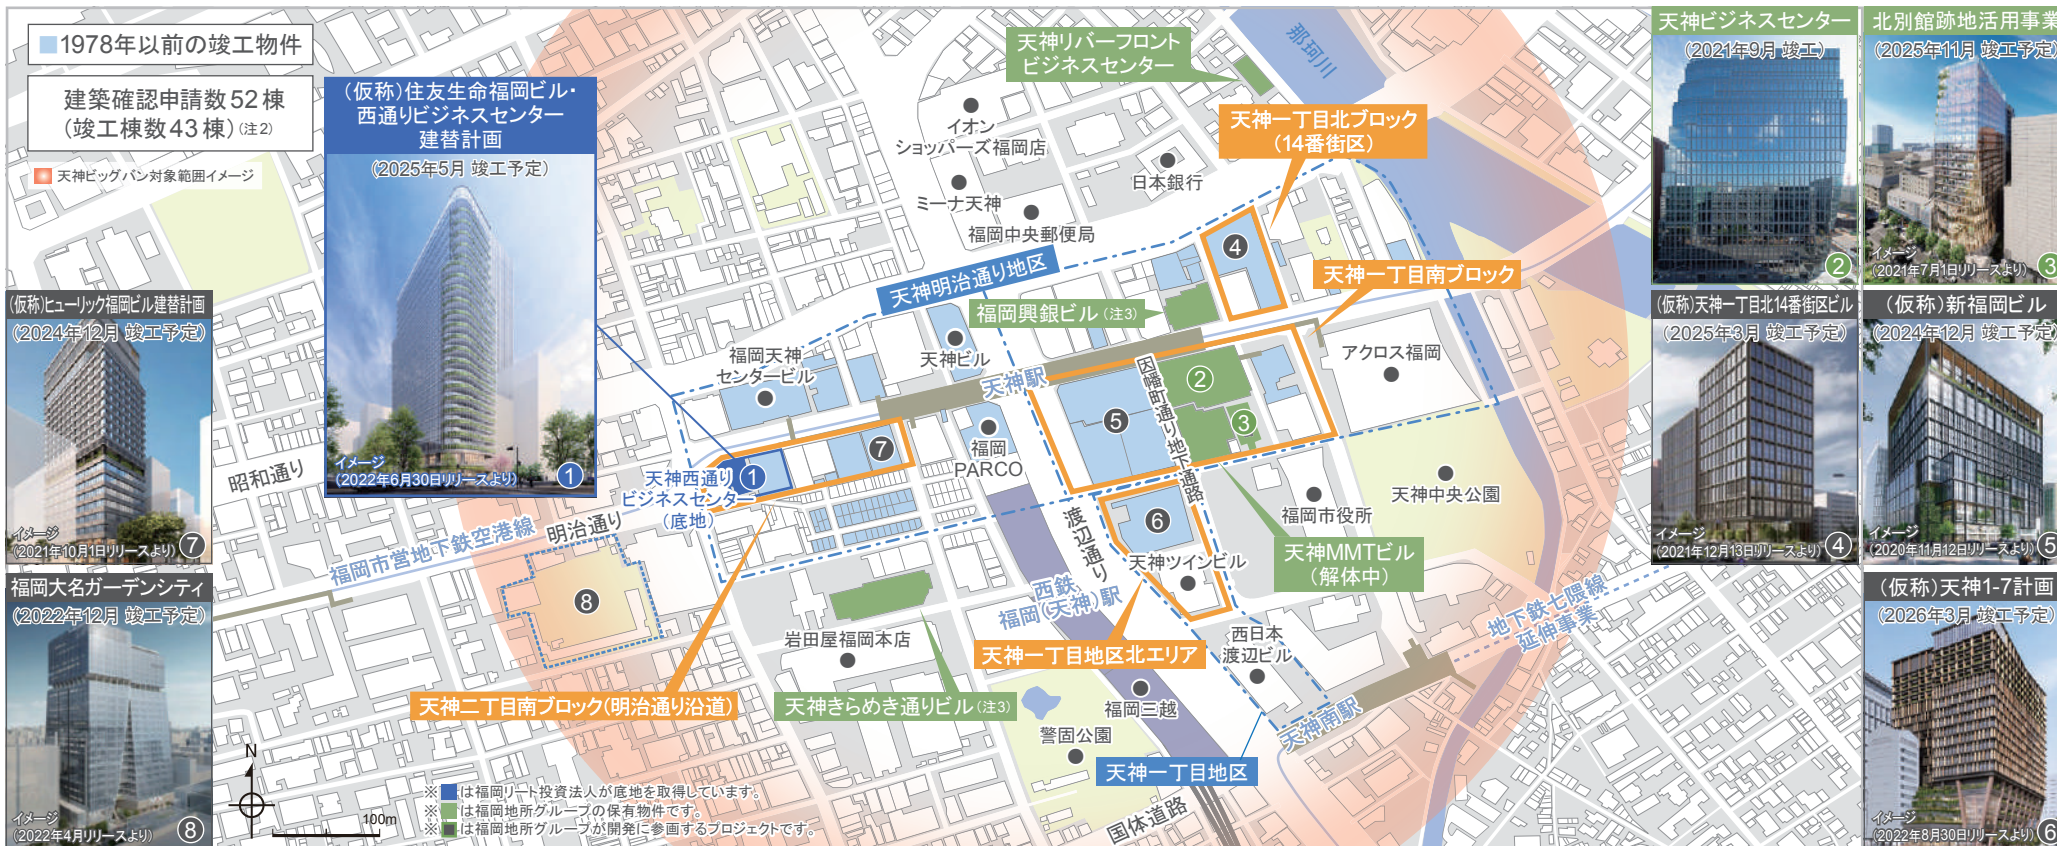 1978年以前の竣工物件
建築確認申請数52棟
(竣工棟数43棟)(注2)
天神ビッグバン対象範囲イメージ
(仮称)住友生命福岡ビル・
西通りビジネスセンター
建替計画
(2025年5月 竣工予定)
イメージ
(2022年6月30日リリースより)
1
(仮称)ヒューリック福岡ビル建替計画
(2024年12月 竣工予定)
イメージ
(2021年10月1日リリースより)
7
福岡大名ガーデンシティ
(2022年12月 竣工予定)
イメージ
(2022年4月リリースより)
8
天神リバーフロント
ビジネスセンター
那珂川
イオン
ショッパーズ福岡店
ミーナ天神
福岡中央郵便局
日本銀行
天神一丁目北ブロック
(14番街区)
4
天神明治通り地区
天神一丁目南ブロック
福岡興銀ビル(注3)
福岡天神
センタービル
天神ビル
天神駅
因幡町通り地下通路
アクロス福岡
2
5
3
7
福岡
PARCO
昭和通り
天神西通り
ビジネスセンター
(底地)
1
明治通り
福岡市営地下鉄空港線
渡辺通り
6
福岡市役所
天神中央公園
天神MMTビル
(解体中)
天神ツインビル
8
西鉄
福岡(天神)駅
地下鉄七隈線
延伸事業
岩田屋福岡本店
天神一丁目地区北エリア
西日本
渡辺ビル
天神二丁目南ブロック(明治通り沿道)
天神きらめき通りビル(注3)
福岡三越
天神南駅
警固公園
天神一丁目地区
国体道路
N
100m
※■は福岡リート投資法人が底地を取得しています。
※■は福岡地所グループの保有物件です。
※■は福岡地所グループが開発に参画するプロジェクトです。
天神ビジネスセンター
(2021年9月 竣工)
2
北別館跡地活用事業
(2025年11月 竣工予定)
イメージ
(2021年7月1日リリースより)
3
(仮称)天神一丁目北14番街区ビル
(2025年3月 竣工予定)
イメージ
(2021年12月13日リリースより)
4
(仮称)新福岡ビル
(2024年12月 竣工予定)
イメージ
(2020年11月12日リリースより)
5
(仮称)天神1-7計画
(2026年3月 竣工予定)
イメージ
(2022年8月30日リリースより)
6